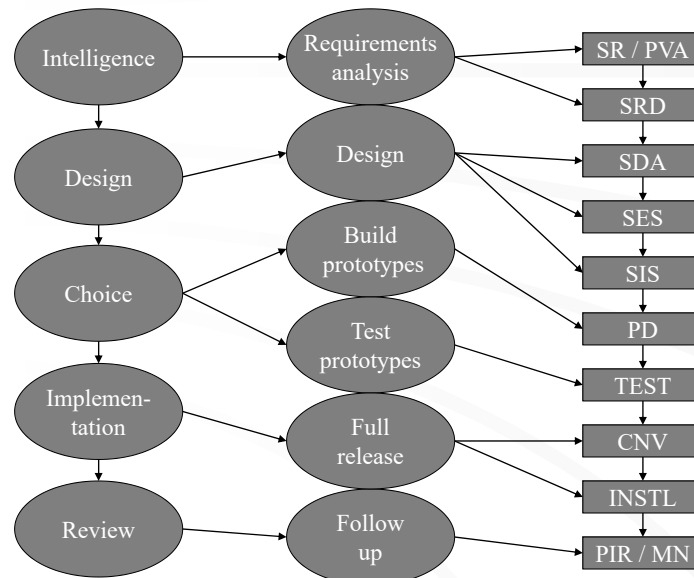 Intelligence
Design
Choice
Implemen-
tation
Review
Requirements
analysis
Design
Build
prototypes
Test
prototypes
Full
release
Follow
up
SR / PVA
SRD
SDA
SES
SIS
PD
TEST
CNV
INSTL
PIR / MN